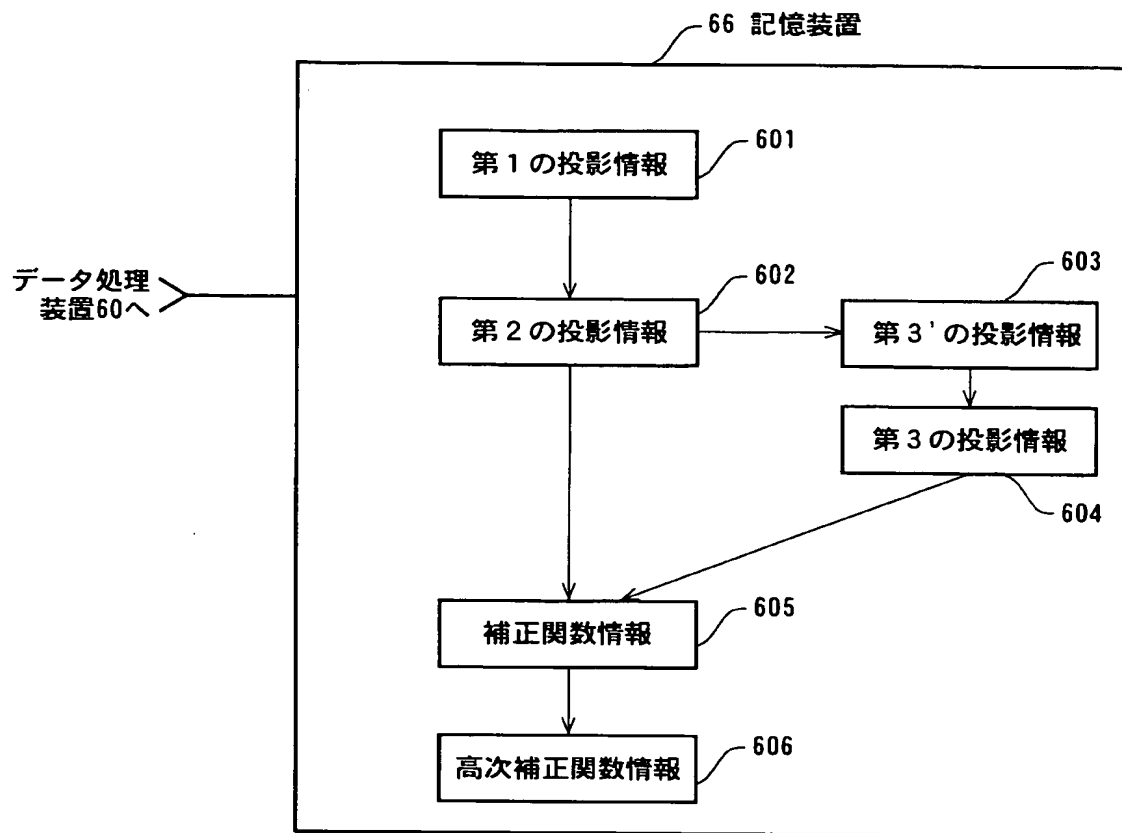 66 記憶装置
第1の投影情報
601
データ処理
装置60へ
第2の投影情報
602
第3'の投影情報
603
第3の投影情報
604
補正関数情報
605
高次補正関数情報
606